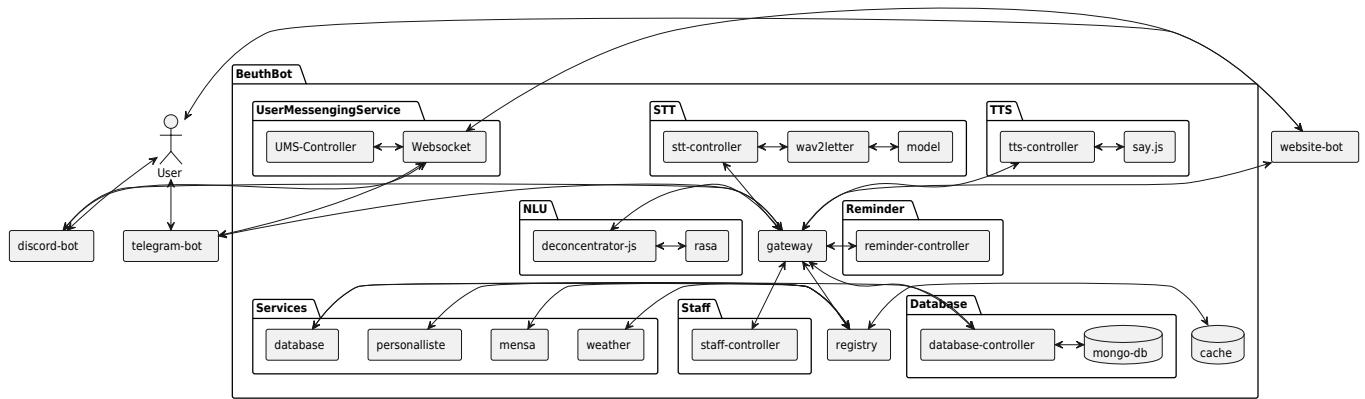 BeuthBot
UserMessengingService
STT
TTS
UMS-Controller
Websocket
stt-controller
wav2letter
model
tts-controller
say.js
website-bot
User
NLU
Reminder
discord-bot
telegram-bot
deconcentrator-js
rasa
gateway
reminder-controller
Services
Staff
Database
database
personalliste
mensa
weather
staff-controller
registry
database-controller
mongo-db
cache